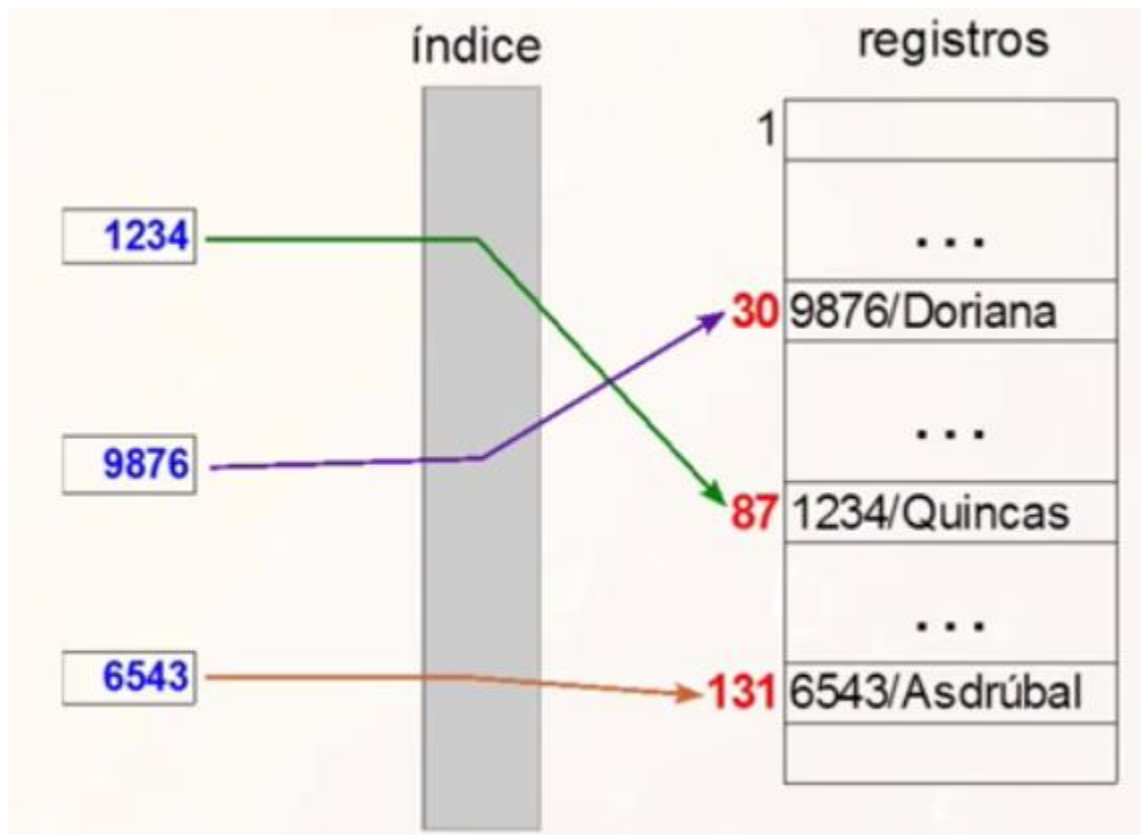 índice
registros
1
1234
...
30 9876/Doriana
9876
...
87 1234/Quincas
...
6543
131 6543/Asdrúbal